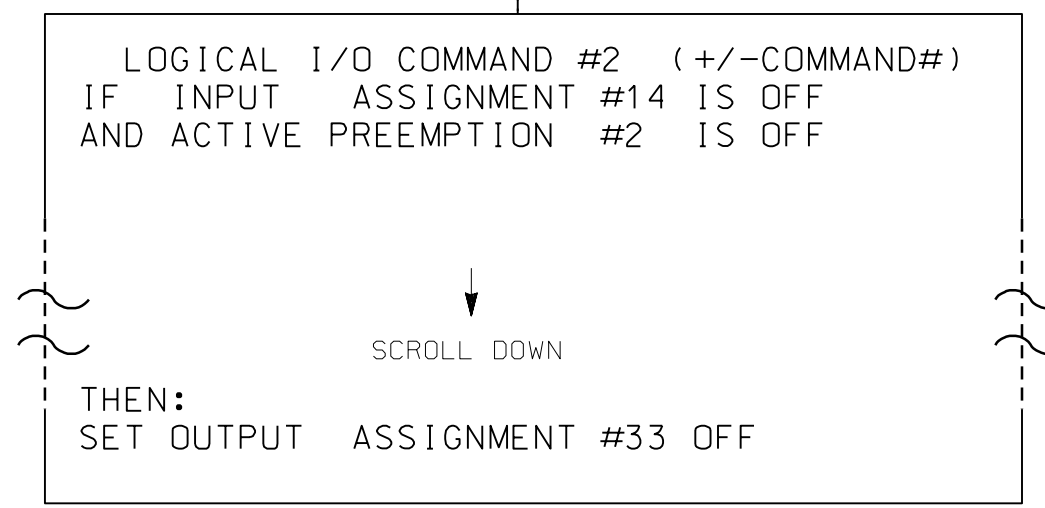 LOGICAL I/O COMMAND #2 (+/-COMMAND#)
IF INPUT ASSIGNMENT #14 IS OFF
AND ACTIVE PREEMPTION #2 IS OFF
SCROLL DOWN
THEN:
SET OUTPUT ASSIGNMENT #33 OFF